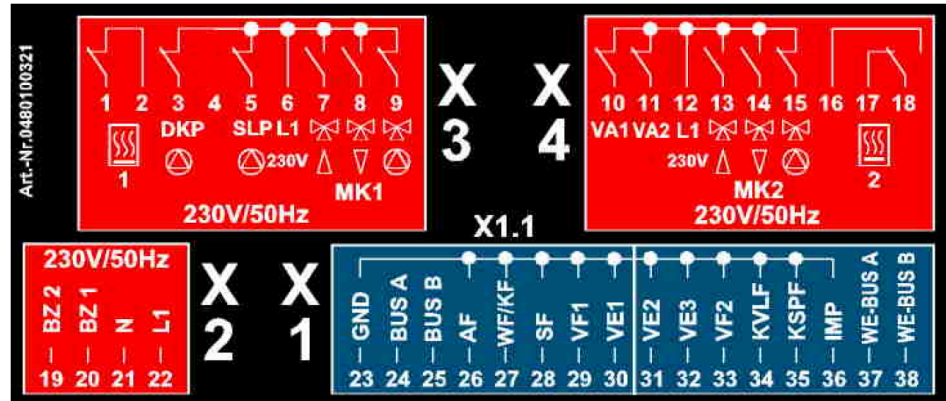 Art.-Nr.0480100321
1 2 3 4 5 6 7 8 9
DKP SLP L1
230V
1
MK1
230V/50Hz
X
3
X
4
10 11 12 13 14 15 16 17 18
VA1 VA2 L1
230V
2
MK2
230V/50Hz
X1.1
230V/50Hz
BZ 2
BZ 1
N
L1
19 20 21 22
X
2
X
1
GND
BUS A
BUS B
AF
WF/KF
SF
VF1
VE1
VE2
VE3
VF2
KVLF
KSPF
IMP
WE-BUS A
WE-BUS B
23 24 25 26 27 28 29 30 31 32 33 34 35 36 37 38